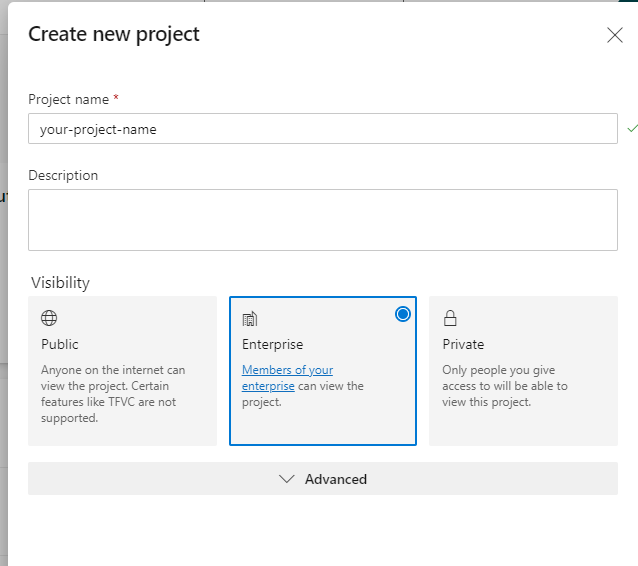 Create new project
Project name *
your-project-name
Description
Visibility
Public
Anyone on the internet can
view the project. Certain
features like TFVC are not
supported.
Enterprise
Members of your
enterprise can view the
project.
Private
Only people you give
access to will be able to
view this project.
Advanced